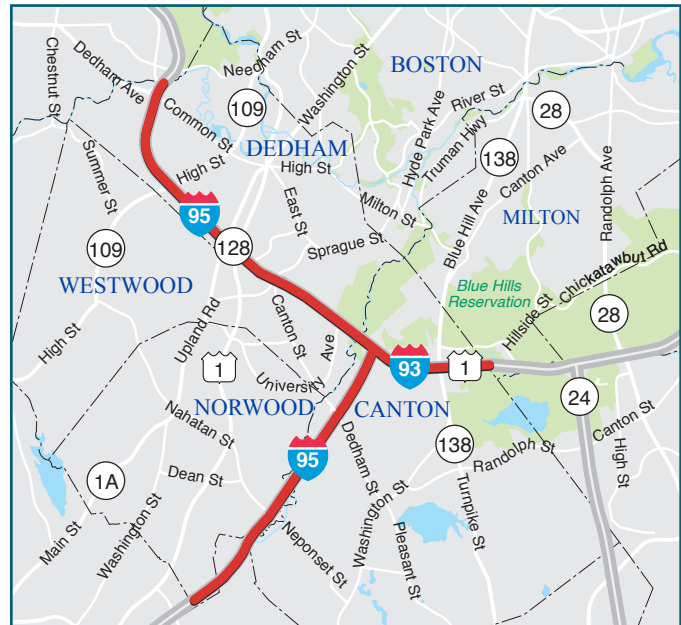 Chestnut St
Dedham Ave
Needham St
Washington St
BOSTON
109
Common St
River St
28
Hyde Park Ave
Truman Hwy
138
DEDHAM
High St
High St
Canton Ave
Randolph Ave
Summer St
East St
Milton St
Blue Hill Ave
MILTON
95
109
128
Sprague St
WESTWOOD
Chickatawbut Rd
Blue Hills
Reservation
Hillside St
28
Upland Rd
Canton St
High St
University Ave
1
93
1
24
NORWOOD
CANTON
Nahatan St
Dedham St
138
Canton St
Randolph St
High St
95
1A
Dean St
Washington St
Turnpike St
Main St
Washington St
Neponset St
Pleasant St